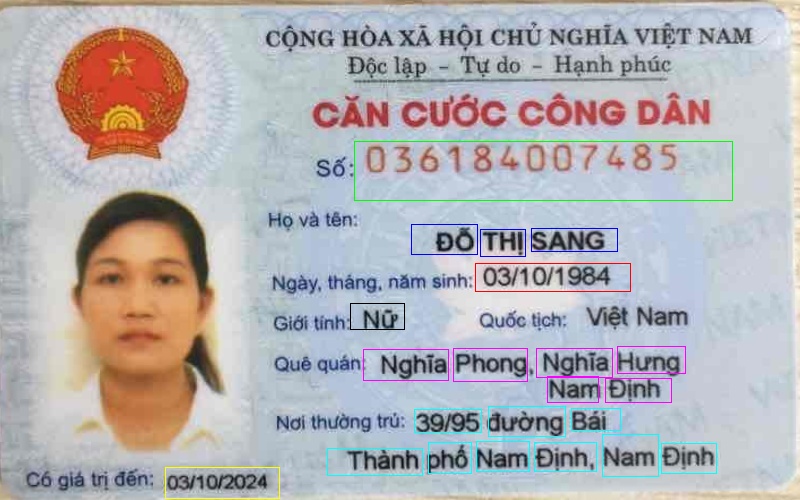 CỘNG HÒA XÃ HỘI CHỦ NGHĨA VIỆT NAM
Độc lập - Tự do - Hạnh phúc
CĂN CƯỚC CÔNG DÂN
Số: 036184007485
Họ và tên:
ĐỖ THỊ SANG
Ngày, tháng, năm sinh: 03/10/1984
Giới tính: Nữ Quốc tịch: Việt Nam
Quê quán: Nghĩa Phong, Nghĩa Hưng
Nam Định
Nơi thường trú: 39/95 đường Bái
Thành phố Nam Định, Nam Định
Có giá trị đến: 03/10/2024